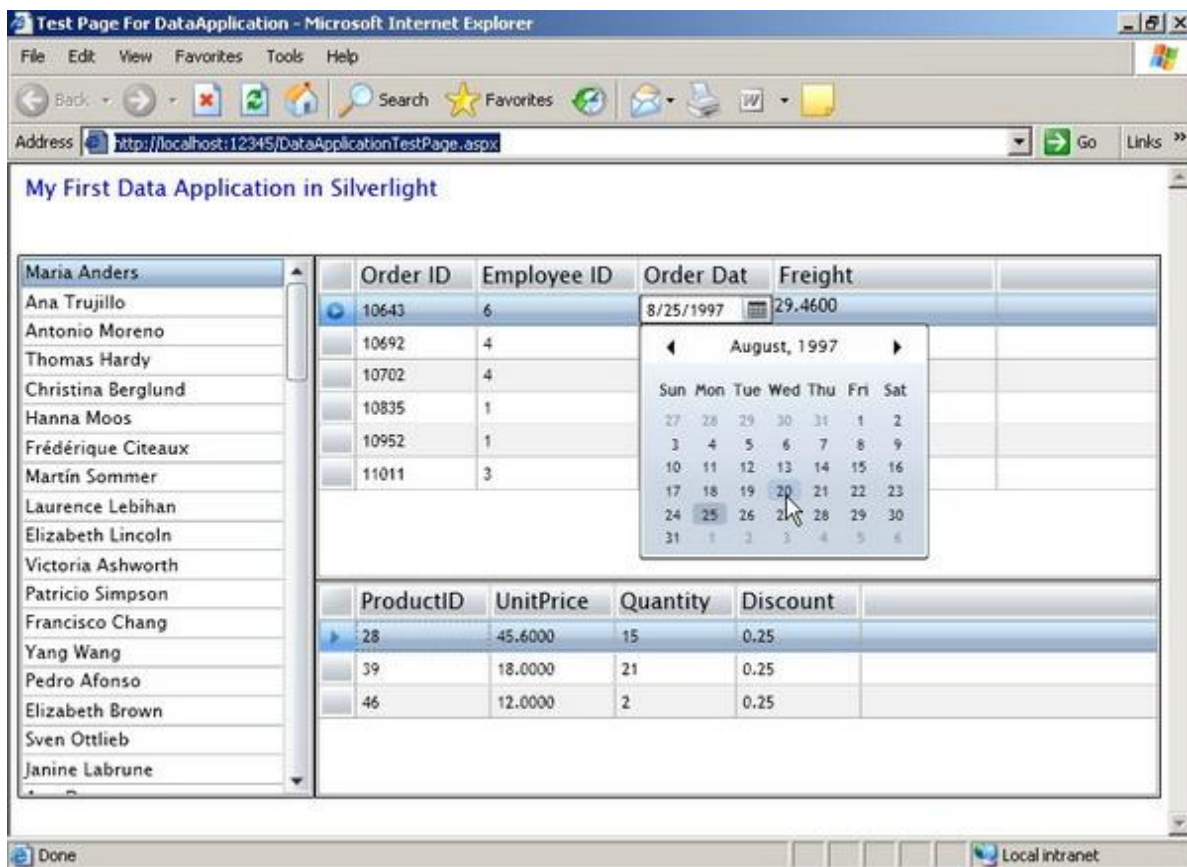 Test Page For DataApplication - Microsoft Internet Explorer
File Edit View Favorites Tools Help
Back Search Favorites
Address http://localhost:12345/DataApplicationTestPage.aspx Go Links »
My First Data Application in Silverlight
Maria Anders
Ana Trujillo
Antonio Moreno
Thomas Hardy
Christina Berglund
Hanna Moos
Frédérique Citeaux
Martín Sommer
Laurence Lebihan
Elizabeth Lincoln
Victoria Ashworth
Patricio Simpson
Francisco Chang
Yang Wang
Pedro Afonso
Elizabeth Brown
Sven Ottlieb
Janine Labrune
Order ID Employee ID Order Dat Freight
10643 6 8/25/1997 29.4600
10692 4
10702 4
10835 1
10952 1
11011 3
August, 1997
Sun Mon Tue Wed Thu Fri Sat
27 28 29 30 31 1 2
3 4 5 6 7 8 9
10 11 12 13 14 15 16
17 18 19 20 21 22 23
24 25 26 28 29 30
31 1 2 3 4 5 6
ProductID UnitPrice Quantity Discount
28 45.6000 15 0.25
39 18.0000 21 0.25
46 12.0000 2 0.25
Done Local intranet